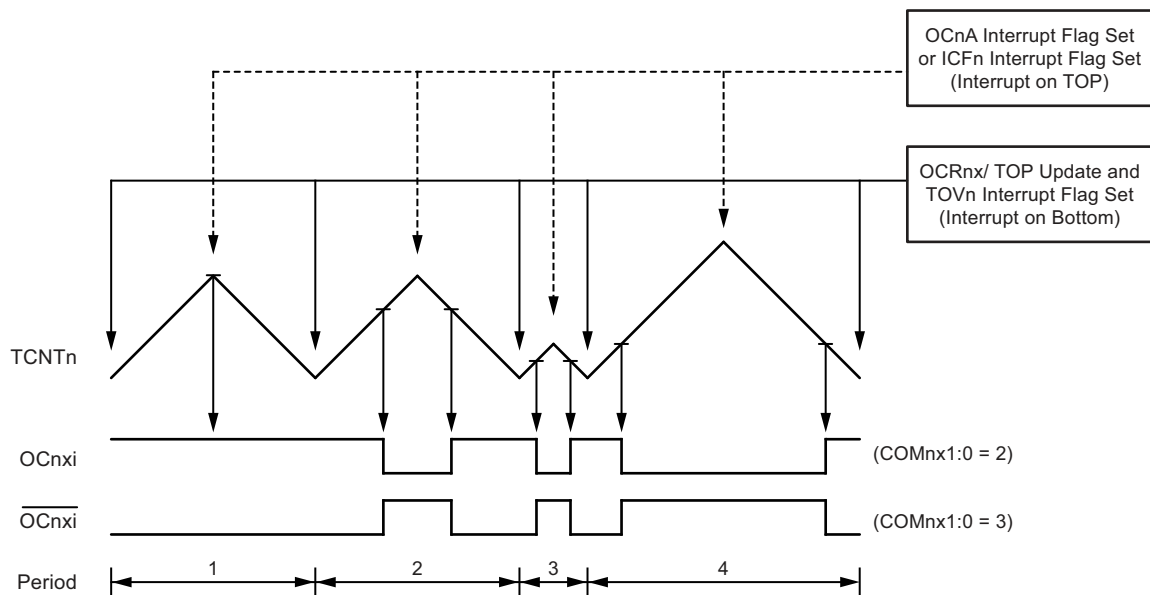 OCnA Interrupt Flag Set
or ICFn Interrupt Flag Set
(Interrupt on TOP)
OCRnx/ TOP Update and
TOVn Interrupt Flag Set
(Interrupt on Bottom)
TCNTn
OCnxi
(COMnx1:0 = 2)
OCnxi
(COMnx1:0 = 3)
Period
1
2
3
4